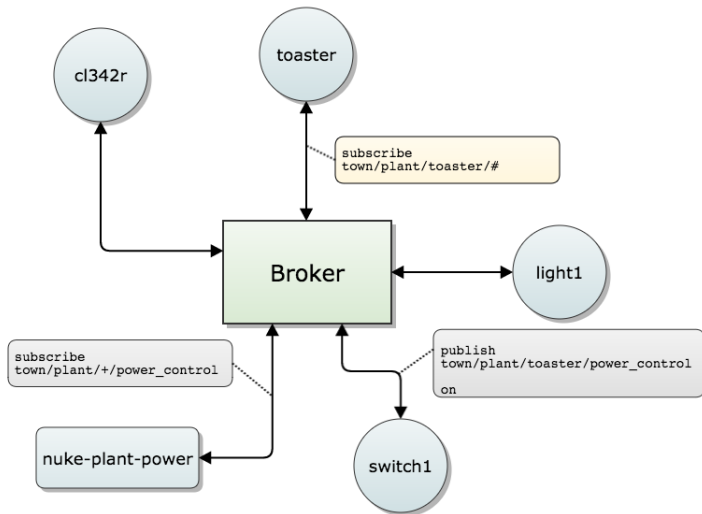 toaster
cl342r
subscribe
town/plant/toaster/#
Broker
light1
subscribe
town/plant/+/power_control
publish
town/plant/toaster/power_control
on
nuke-plant-power
switch1